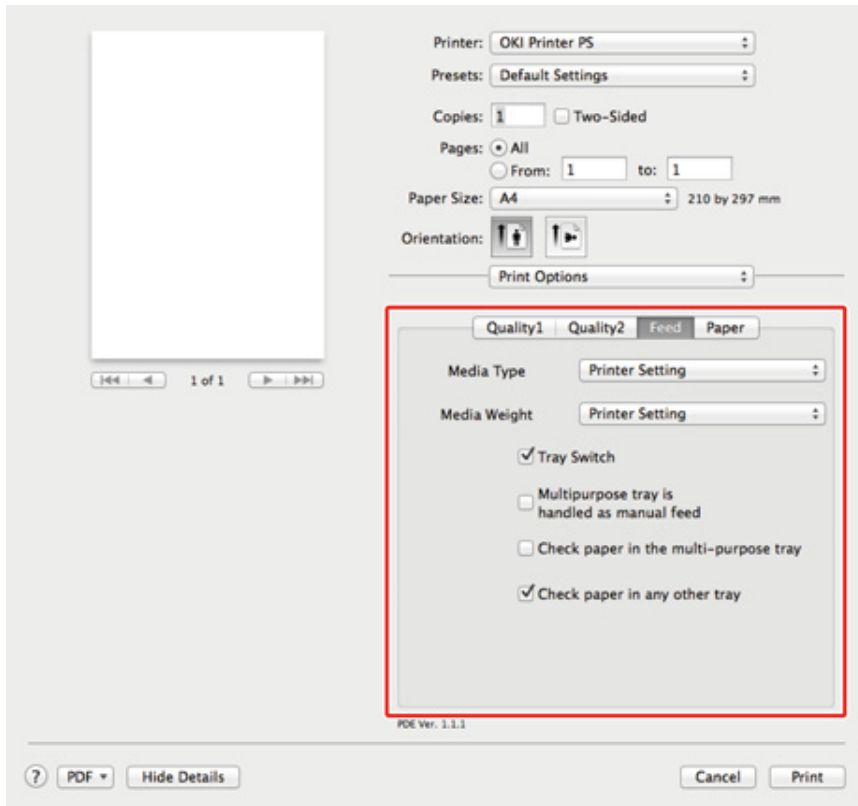 Printer: OKI Printer PS
Presets: Default Settings
Copies: 1 Two-Sided
Pages: All
From: 1 to: 1
Paper Size: A4 210 by 297 mm
Orientation:
Print Options
Quality1 Quality2 Feed Paper
1 of 1
Media Type Printer Setting
Media Weight Printer Setting
Tray Switch
Multipurpose tray is
handled as manual feed
Check paper in the multi-purpose tray
Check paper in any other tray
PDE Ver. 1.1.1
? PDF Hide Details Cancel Print